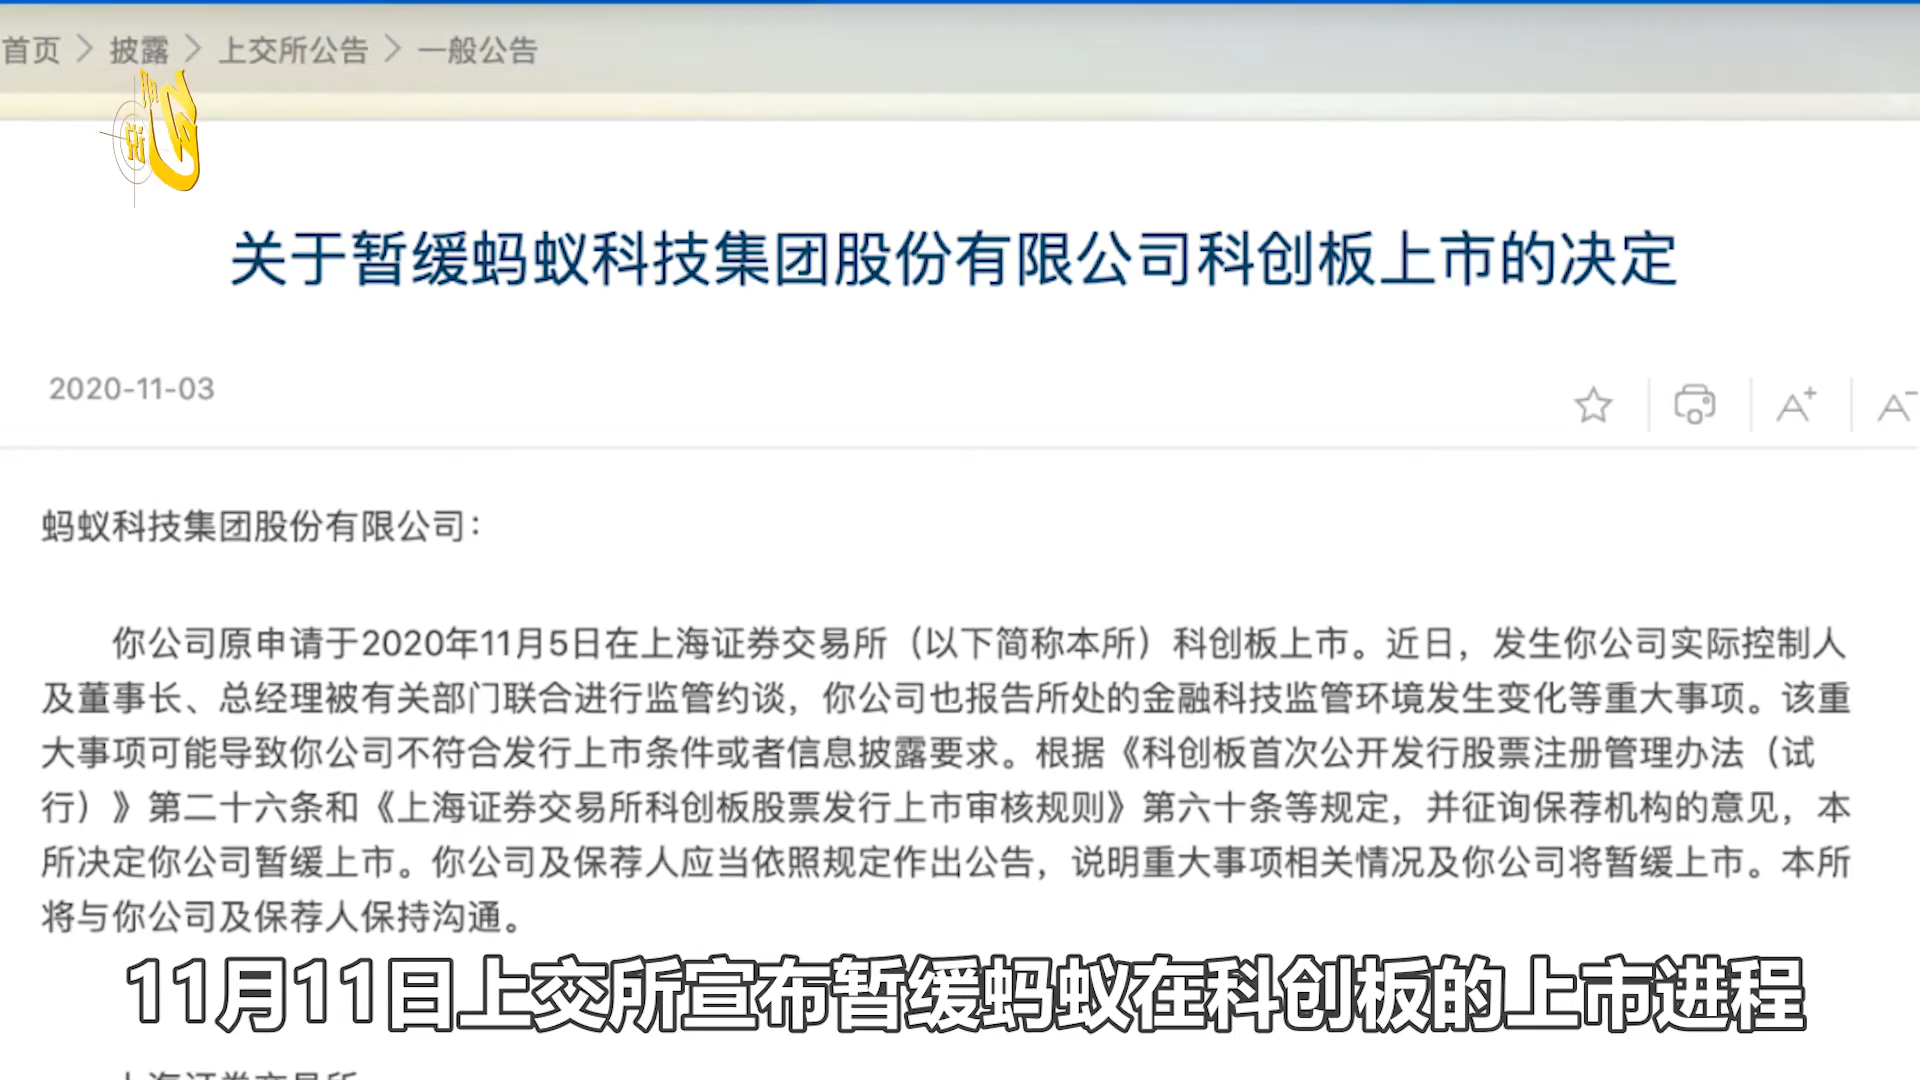 首页 > 披露 > 上交所公告 > 一般公告
关于暂缓蚂蚁科技集团股份有限公司科创板上市的决定
2020-11-03
A+
A-
蚂蚁科技集团股份有限公司：
你公司原申请于2020年11月5日在上海证券交易所（以下简称本所）科创板上市。近日，发生你公司实际控制人
及董事长、总经理被有关部门联合进行监管约谈，你公司也报告所处的金融科技监管环境发生变化等重大事项。该重
大事项可能导致你公司不符合发行上市条件或者信息披露要求。根据《科创板首次公开发行股票注册管理办法（试
行）》第二十六条和《上海证券交易所科创板股票发行上市审核规则》第六十条等规定，并征询保荐机构的意见，本
所决定你公司暂缓上市。你公司及保荐人应当依照规定作出公告，说明重大事项相关情况及你公司将暂缓上市。本所
将与你公司及保荐人保持沟通。
11月11日上交所宣布暂缓蚂蚁在科创板的上市进程
上海证券交易所